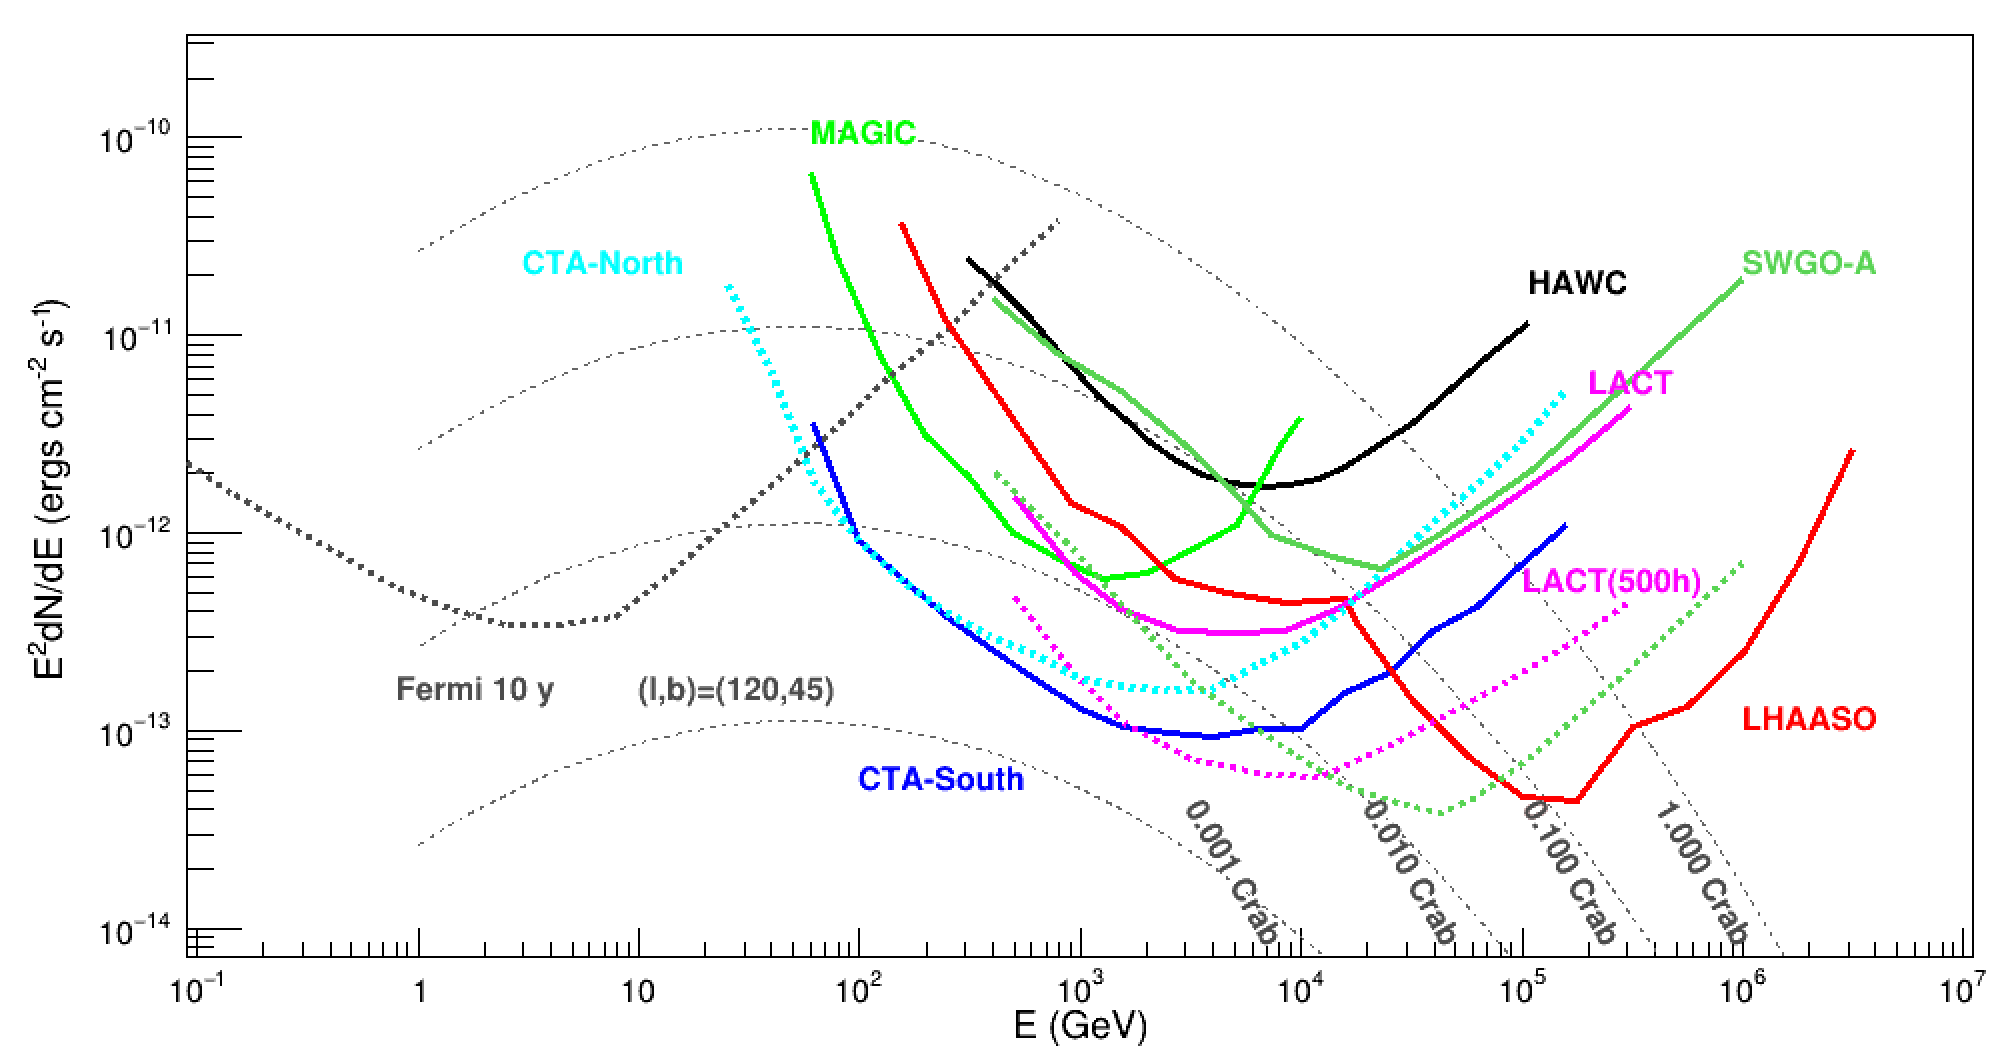 E²dN/dE (ergs cm⁻² s⁻¹)
10⁻¹⁰
10⁻¹¹
10⁻¹²
10⁻¹³
10⁻¹⁴
MAGIC
CTA-North
HAWC
SWGO-A
LACT
LACT(500h)
Fermi 10 y (l,b)=(120,45)
LHAASO
CTA-South
0.001 Crab
0.010 Crab
0.100 Crab
1.000 Crab
10⁻¹ 1 10 10² 10³ 10⁴ 10⁵ 10⁶ 10⁷
E (GeV)